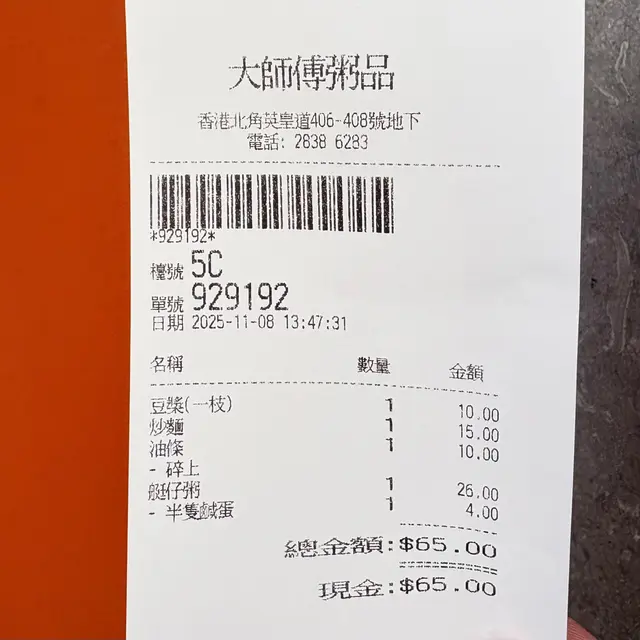 大師傅粥品
香港北角英皇道406-408號地下
電話: 2838 6283
*929192*
檯號 5C
單號 929192
日期 2025-11-08 13:47:31
名稱 數量 金額
豆漿(一枝) 1 10.00
炒麵 1 15.00
油條 1 10.00
- 碎上
艇仔粥 1 26.00
- 半隻鹹蛋 1 4.00
總金額:$65.00
現金:$65.00